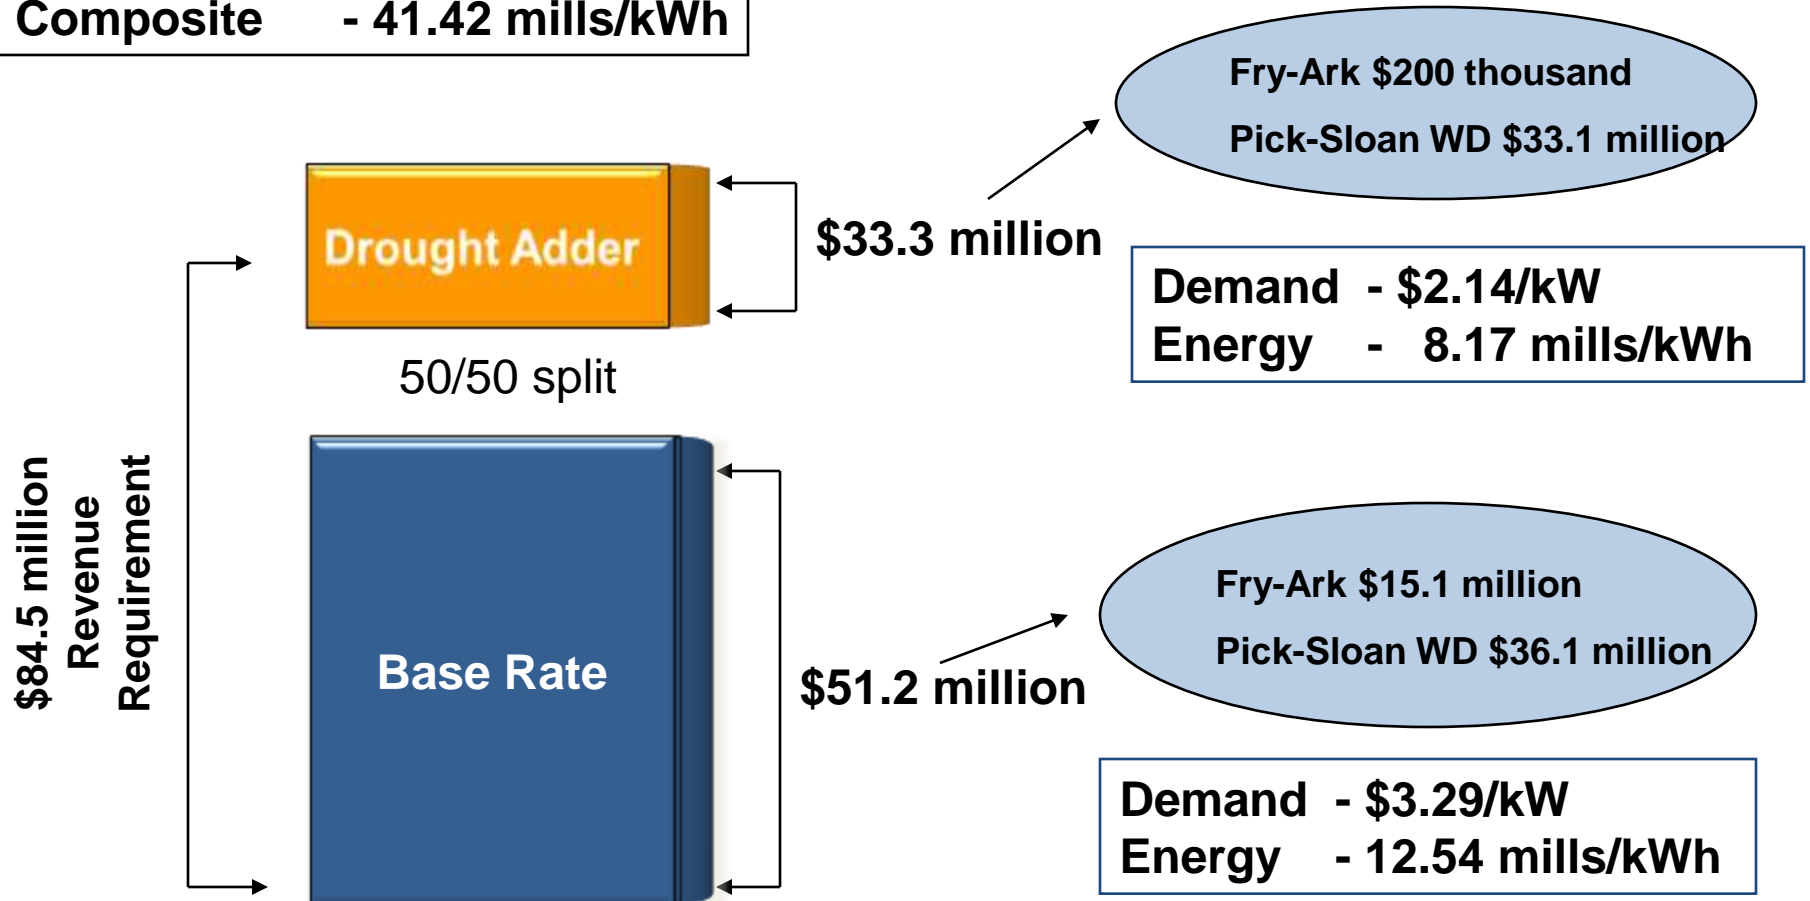 Composite - 41.42 mills/kWh
Fry-Ark $200 thousand
Pick-Sloan WD $33.1 million
Drought Adder
$33.3 million
Demand - $2.14/kW
Energy - 8.17 mills/kWh
50/50 split
$84.5 million
Revenue
Requirement
Base Rate
$51.2 million
Fry-Ark $15.1 million
Pick-Sloan WD $36.1 million
Demand - $3.29/kW
Energy - 12.54 mills/kWh